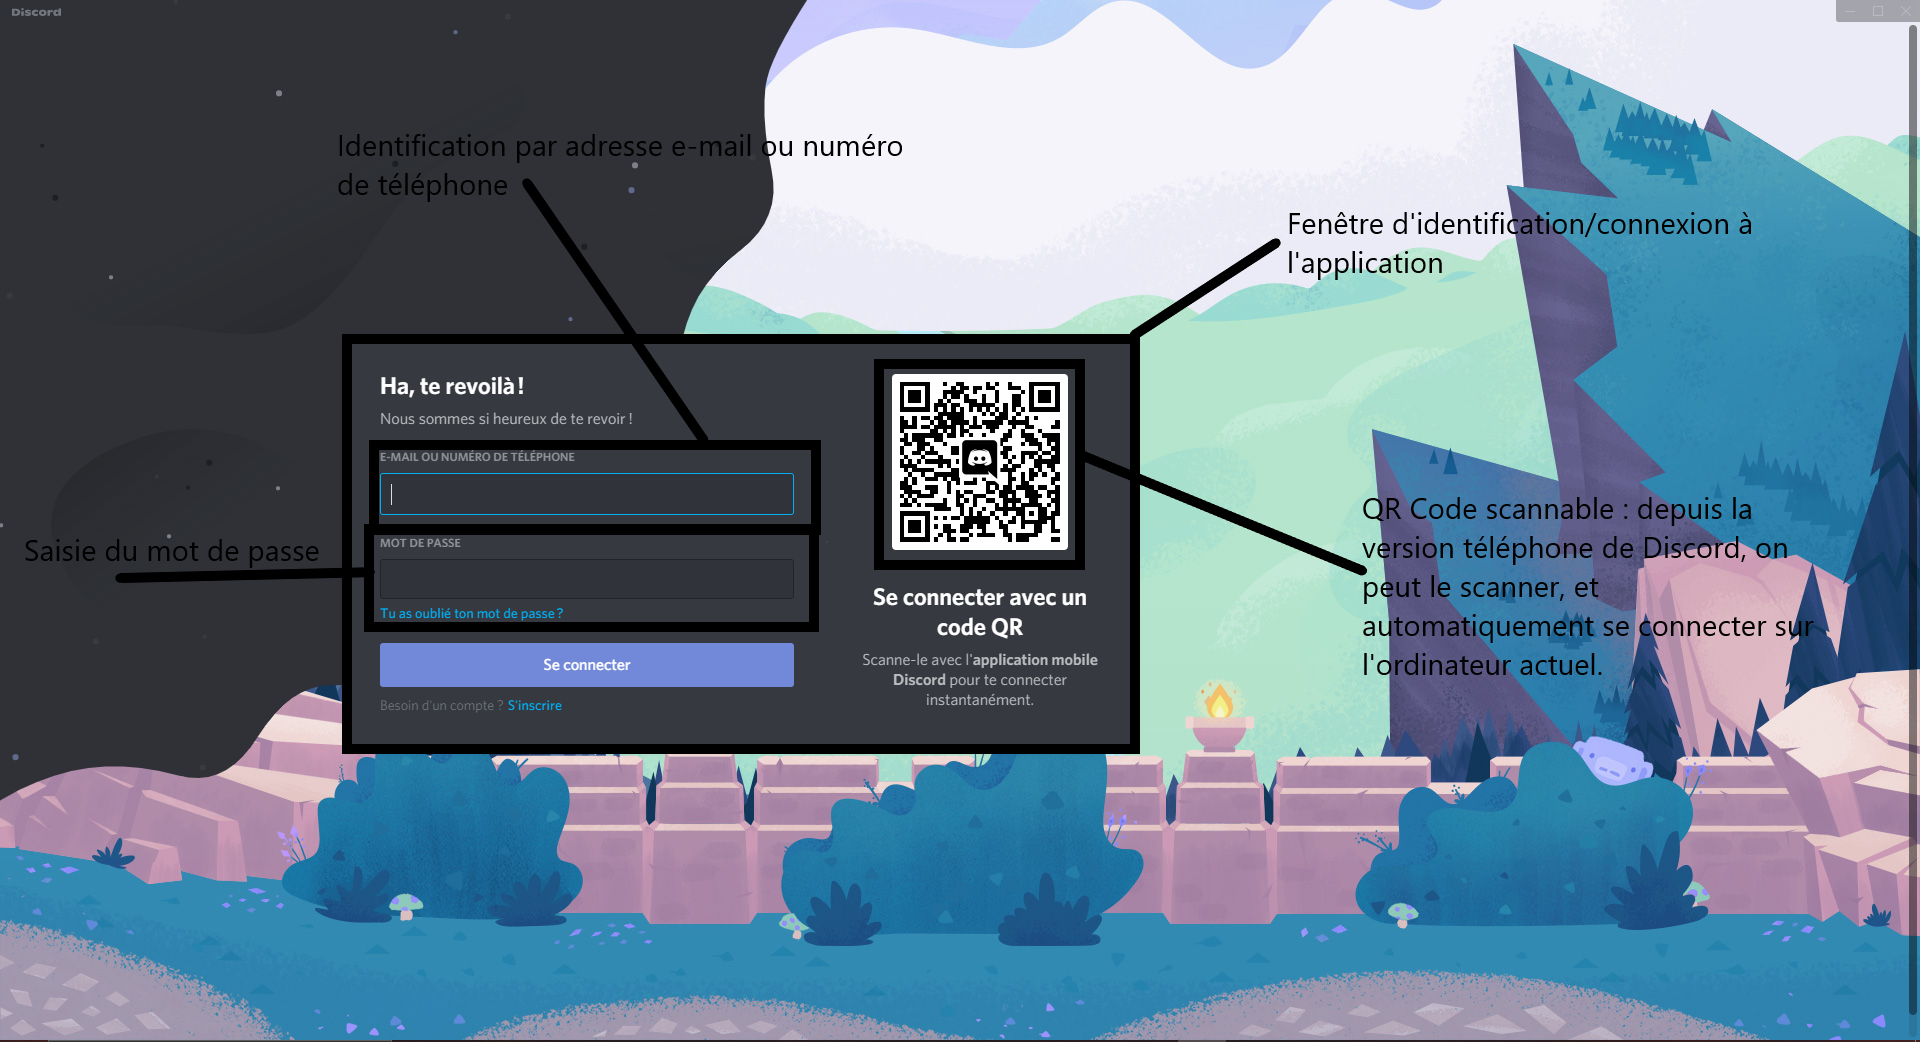 Discord
Identification par adresse e-mail ou numéro
de téléphone
Fenêtre d'identification/connexion à
l'application
Ha, te revoilà !
Nous sommes si heureux de te revoir !
E-MAIL OU NUMÉRO DE TÉLÉPHONE
Saisie du mot de passe
MOT DE PASSE
Tu as oublié ton mot de passe ?
Se connecter
Besoin d'un compte ? S'inscrire
Se connecter avec un
code QR
Scanne-le avec l'application mobile
Discord pour te connecter
instantanément.
QR Code scannable : depuis la
version téléphone de Discord, on
peut le scanner, et
automatiquement se connecter sur
l'ordinateur actuel.